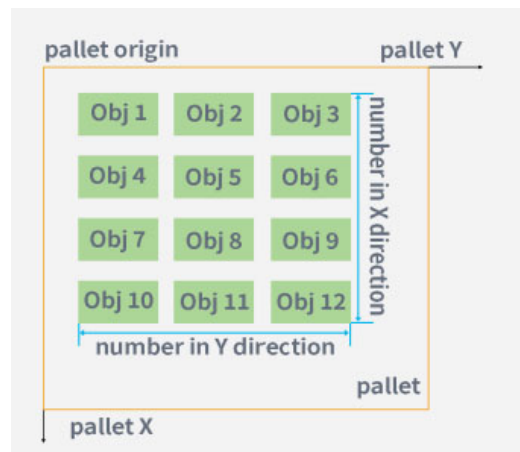 pallet origin
pallet Y
Obj 1
Obj 2
Obj 3
Obj 4
Obj 5
Obj 6
Obj 7
Obj 8
Obj 9
Obj 10
Obj 11
Obj 12
number in X direction
number in Y direction
pallet
pallet X